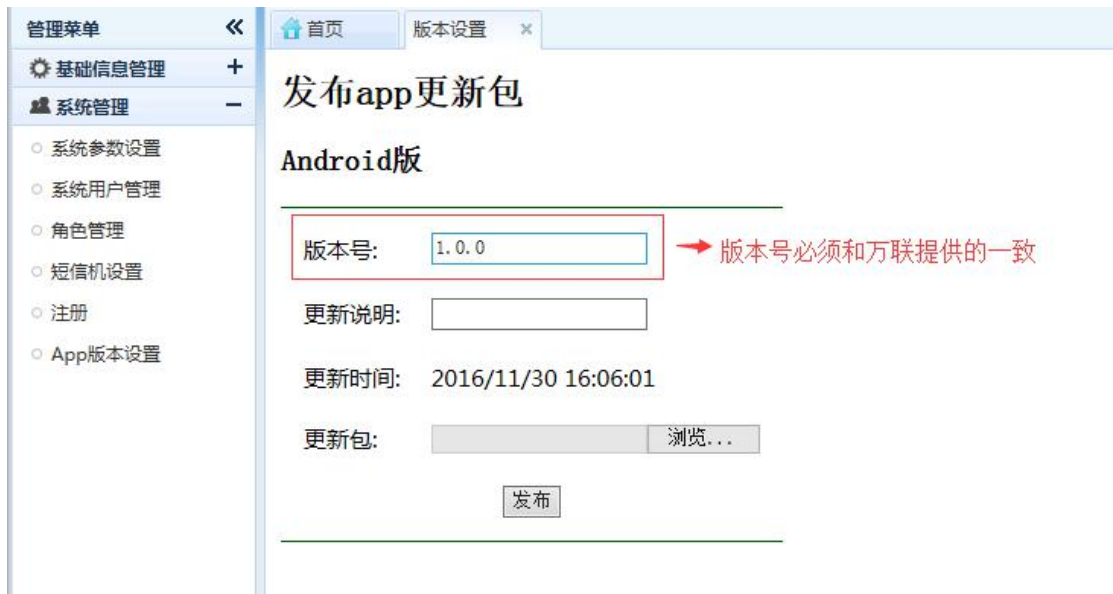 管理菜单
基础信息管理
系统管理
系统参数设置
系统用户管理
角色管理
短信机设置
注册
App版本设置
首页 版本设置
发布app更新包
Android版
版本号: 1.0.0
版本号必须和万联提供的一致
更新说明:
更新时间: 2016/11/30 16:06:01
更新包: 浏览...
发布